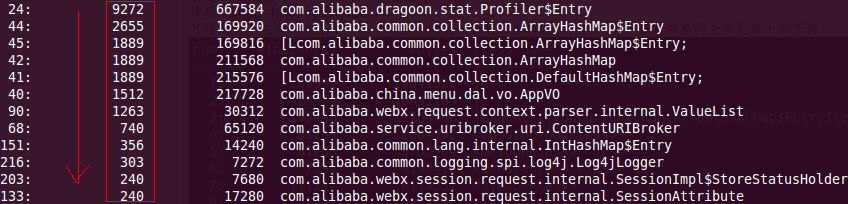 24: 9272 667584 com.alibaba.dragoon.stat.Profiler$Entry
44: 2655 169920 com.alibaba.common.collection.ArrayHashMap$Entry
45: 1889 169816 [Lcom.alibaba.common.collection.ArrayHashMap$Entry;
42: 1889 211568 com.alibaba.common.collection.ArrayHashMap
41: 1889 215576 [Lcom.alibaba.common.collection.DefaultHashMap$Entry;
40: 1512 217728 com.alibaba.china.menu.dal.vo.AppVO
90: 1263 30312 com.alibaba.webx.request.context.parser.internal.ValueList
68: 740 65120 com.alibaba.service.uribroker.uri.ContentURIBroker
151: 356 14240 com.alibaba.common.lang.internal.IntHashMap$Entry
216: 303 7272 com.alibaba.common.logging.spi.log4j.Log4jLogger
203: 240 7680 com.alibaba.webx.session.request.internal.SessionImpl$StoreStatusHolder
133: 240 17280 com.alibaba.webx.session.request.internal.SessionAttribute